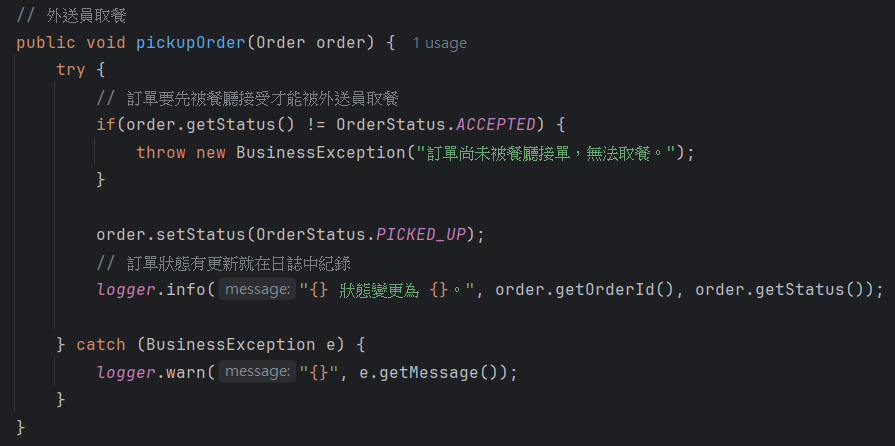 // 外送員取餐
public void pickupOrder(Order order) { 1 usage
try {
// 訂單要先被餐廳接受才能被外送員取餐
if(order.getStatus() != OrderStatus.ACCEPTED) {
throw new BusinessException("訂單尚未被餐廳接單，無法取餐。");
}
order.setStatus(OrderStatus.PICKED_UP);
// 訂單狀態有更新就在日誌中紀錄
logger.info( message: "{} 狀態變更為 {}。", order.getOrderId(), order.getStatus());
} catch (BusinessException e) {
logger.warn( message: "{}", e.getMessage());
}
}